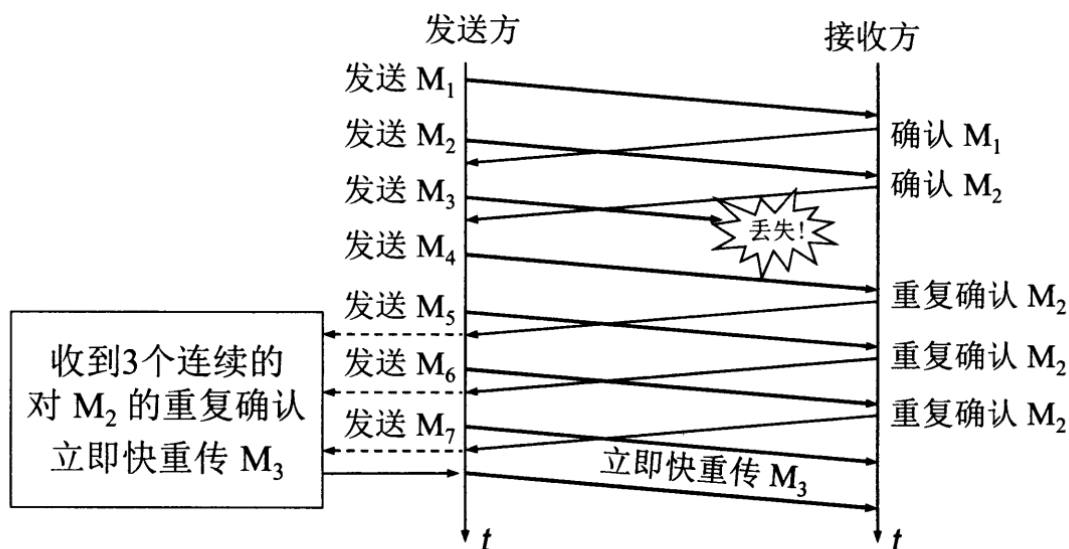 发送方
接收方
发送 M₁
发送 M₂
确认 M₁
发送 M₃
确认 M₂
丢失!
发送 M₄
发送 M₅
重复确认 M₂
收到3个连续的
对 M₂ 的重复确认
立即快重传 M₃
发送 M₆
重复确认 M₂
发送 M₇
重复确认 M₂
立即快重传 M₃
t
t